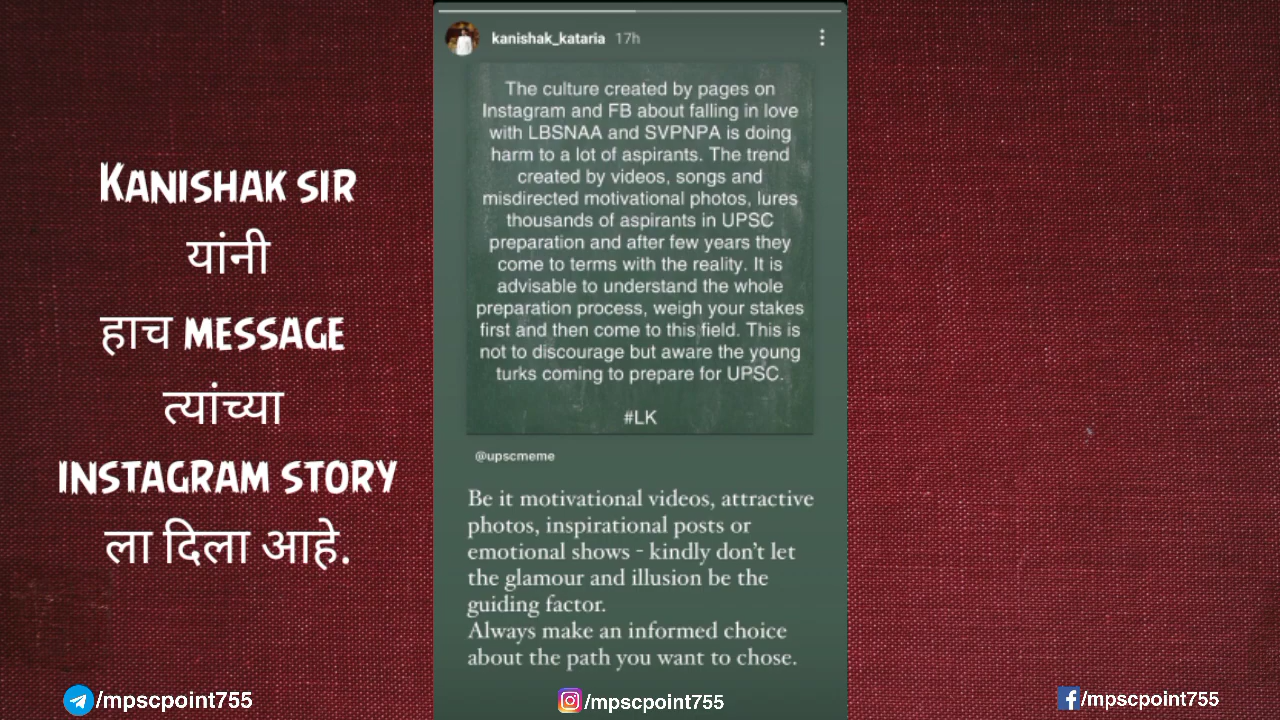 KANISHAK SIR
यांनी
हाच MESSAGE
त्यांच्या
INSTAGRAM STORY
ला दिला आहे.
kanishak_kataria 17h
The culture created by pages on
Instagram and FB about falling in love
with LBSNAA and SVPNPA is doing
harm to a lot of aspirants. The trend
created by videos, songs and
misdirected motivational photos, lures
thousands of aspirants in UPSC
preparation and after few years they
come to terms with the reality. It is
advisable to understand the whole
preparation process, weigh your stakes
first and then come to this field. This is
not to discourage but aware the young
turks coming to prepare for UPSC.
#LK
@upscmeme
Be it motivational videos, attractive
photos, inspirational posts or
emotional shows - kindly don't let
the glamour and illusion be the
guiding factor.
Always make an informed choice
about the path you want to chose.
/mpscpoint755
/mpscpoint755
/mpscpoint755